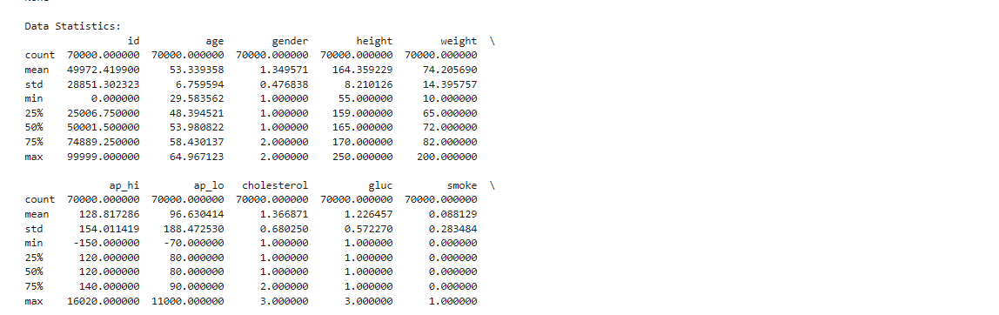 Data Statistics:
id age gender height weight \
count 70000.000000 70000.000000 70000.000000 70000.000000 70000.000000
mean 49972.419900 53.339358 1.349571 164.359229 74.205690
std 28851.302323 6.759594 0.476838 8.210126 14.395757
min 0.000000 29.583562 1.000000 55.000000 10.000000
25% 25006.750000 48.394521 1.000000 159.000000 65.000000
50% 50001.500000 53.980822 1.000000 165.000000 72.000000
75% 74889.250000 58.430137 2.000000 170.000000 82.000000
max 99999.000000 64.967123 2.000000 250.000000 200.000000
ap_hi ap_lo cholesterol gluc smoke \
count 70000.000000 70000.000000 70000.000000 70000.000000 70000.000000
mean 128.817286 96.630414 1.366871 1.226457 0.088129
std 154.011419 188.472530 0.680250 0.572270 0.283484
min -150.000000 -70.000000 1.000000 1.000000 0.000000
25% 120.000000 80.000000 1.000000 1.000000 0.000000
50% 120.000000 80.000000 1.000000 1.000000 0.000000
75% 140.000000 90.000000 2.000000 1.000000 0.000000
max 16020.000000 11000.000000 3.000000 3.000000 1.000000